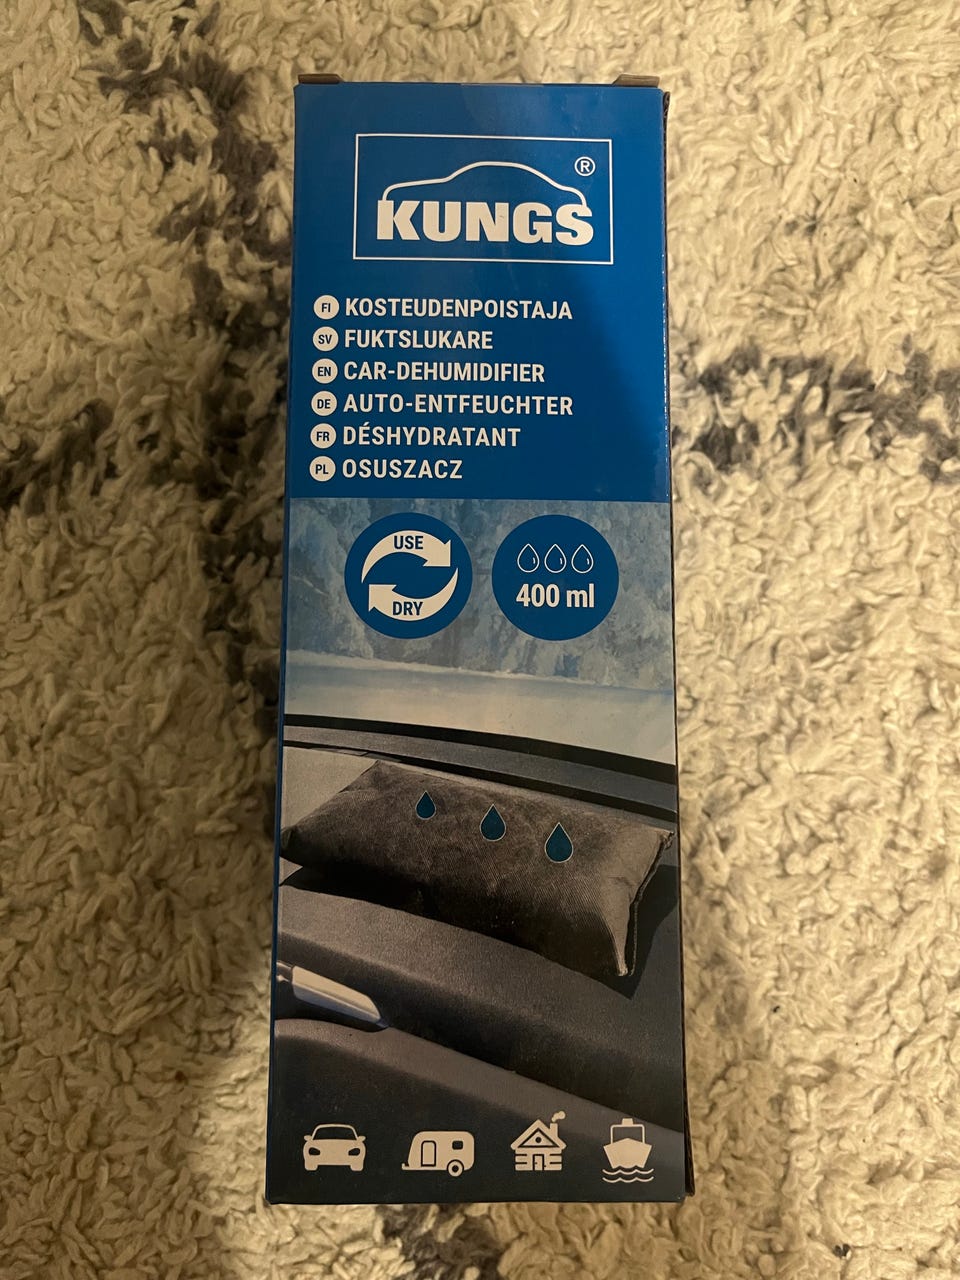 KUNGS®
FI KOSTEUDENPOISTAJA
SV FUKTSLUKARE
EN CAR-DEHUMIDIFIER
DE AUTO-ENTFEUCHTER
FR DÉSHYDRATANT
PL OSUSZACZ
USE
DRY
400 ml